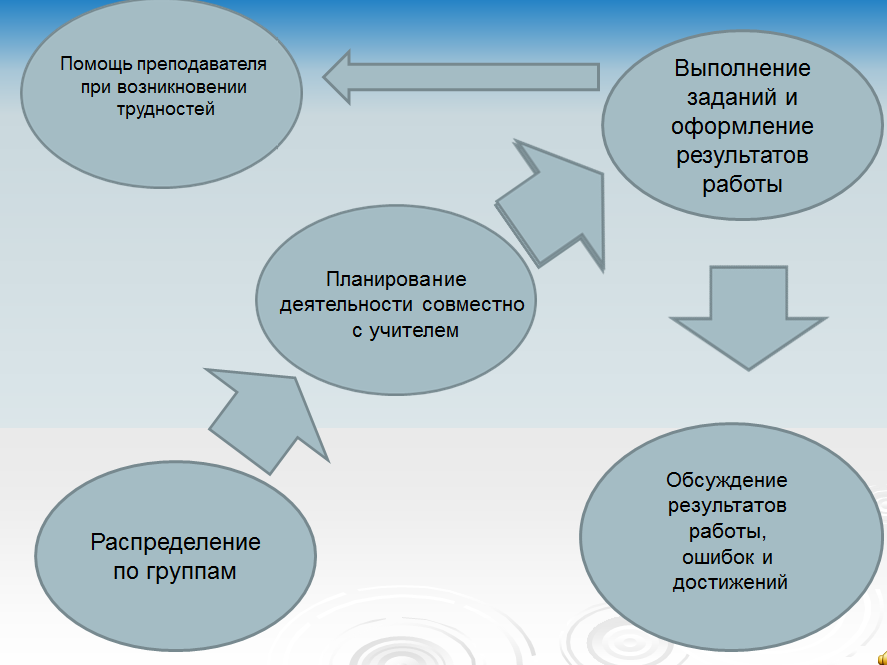 Помощь преподавателя
при возникновении
трудностей
Выполнение
заданий и
оформление
результатов
работы
Планирование
деятельности совместно
с учителем
Распределение
по группам
Обсуждение
результатов
работы,
ошибок и
достижений